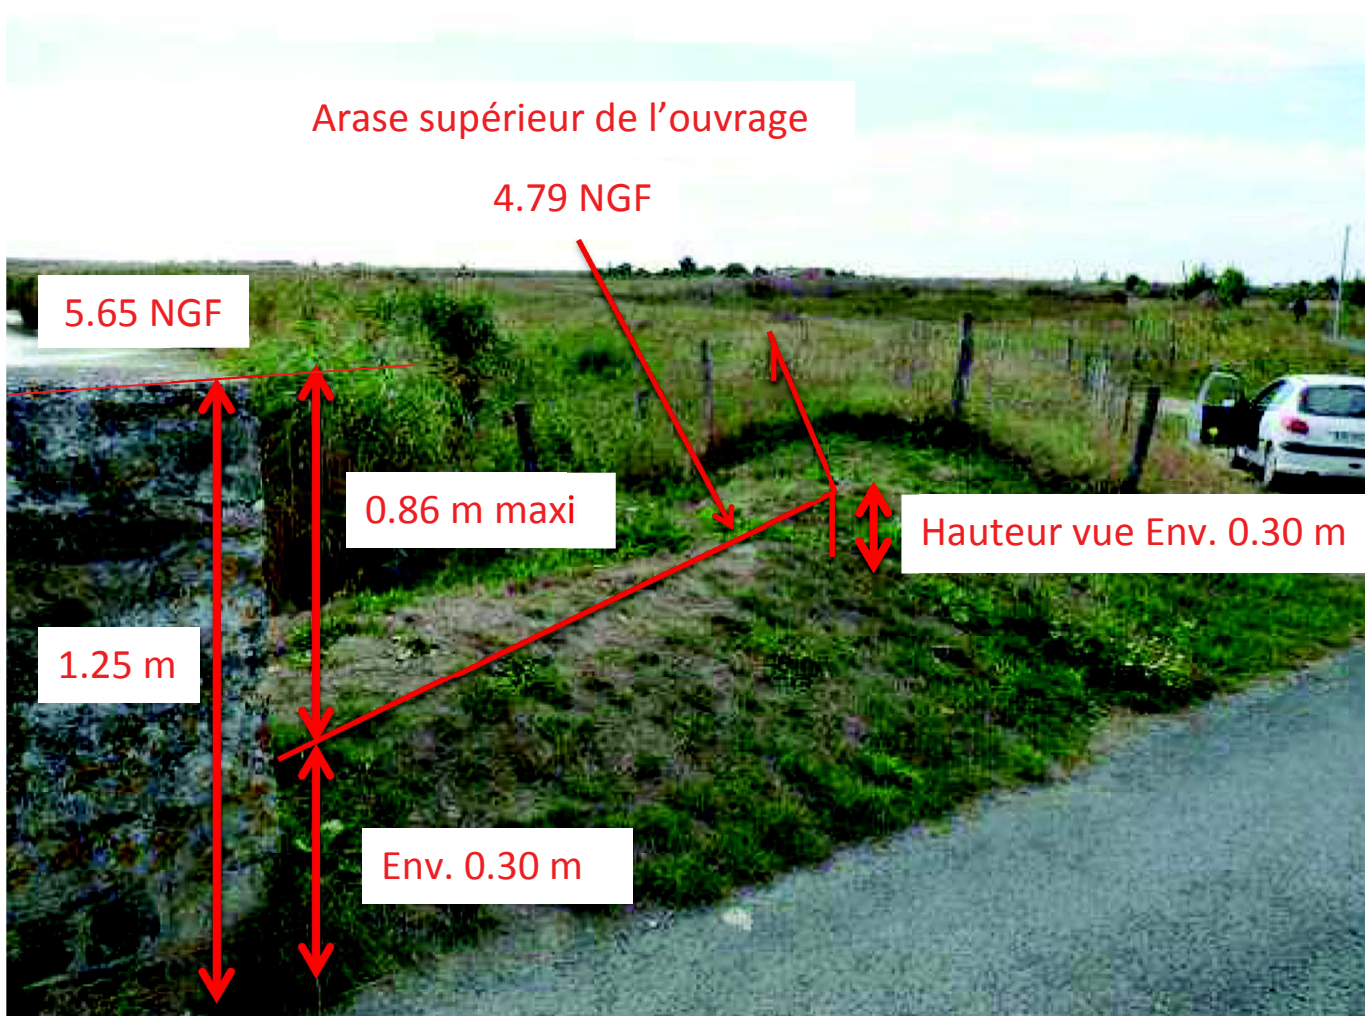 Arase supérieur de l’ouvrage
4.79 NGF
5.65 NGF
0.86 m maxi
Hauteur vue Env. 0.30 m
1.25 m
Env. 0.30 m